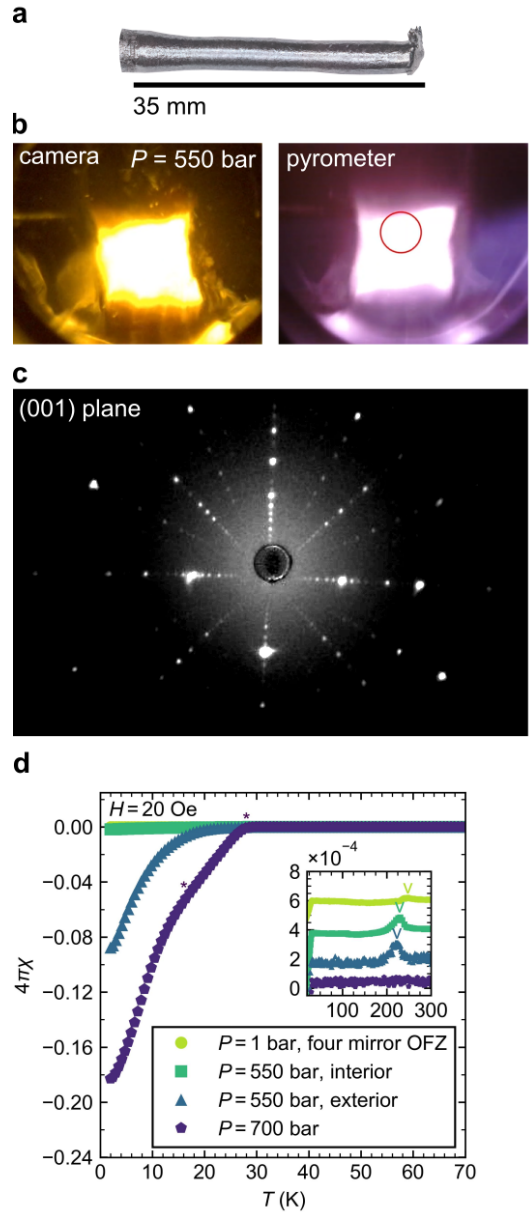 a
35 mm
b
camera
P = 550 bar
pyrometer
c
(001) plane
d
H = 20 Oe
*
*
0.00
−0.04
−0.08
−0.12
−0.16
−0.20
−0.24
4πχ
×10⁻⁴
8
6
4
2
0
v
v
v
100
200
300
P = 1 bar, four mirror OFZ
P = 550 bar, interior
P = 550 bar, exterior
P = 700 bar
0
10
20
30
40
50
60
70
T (K)